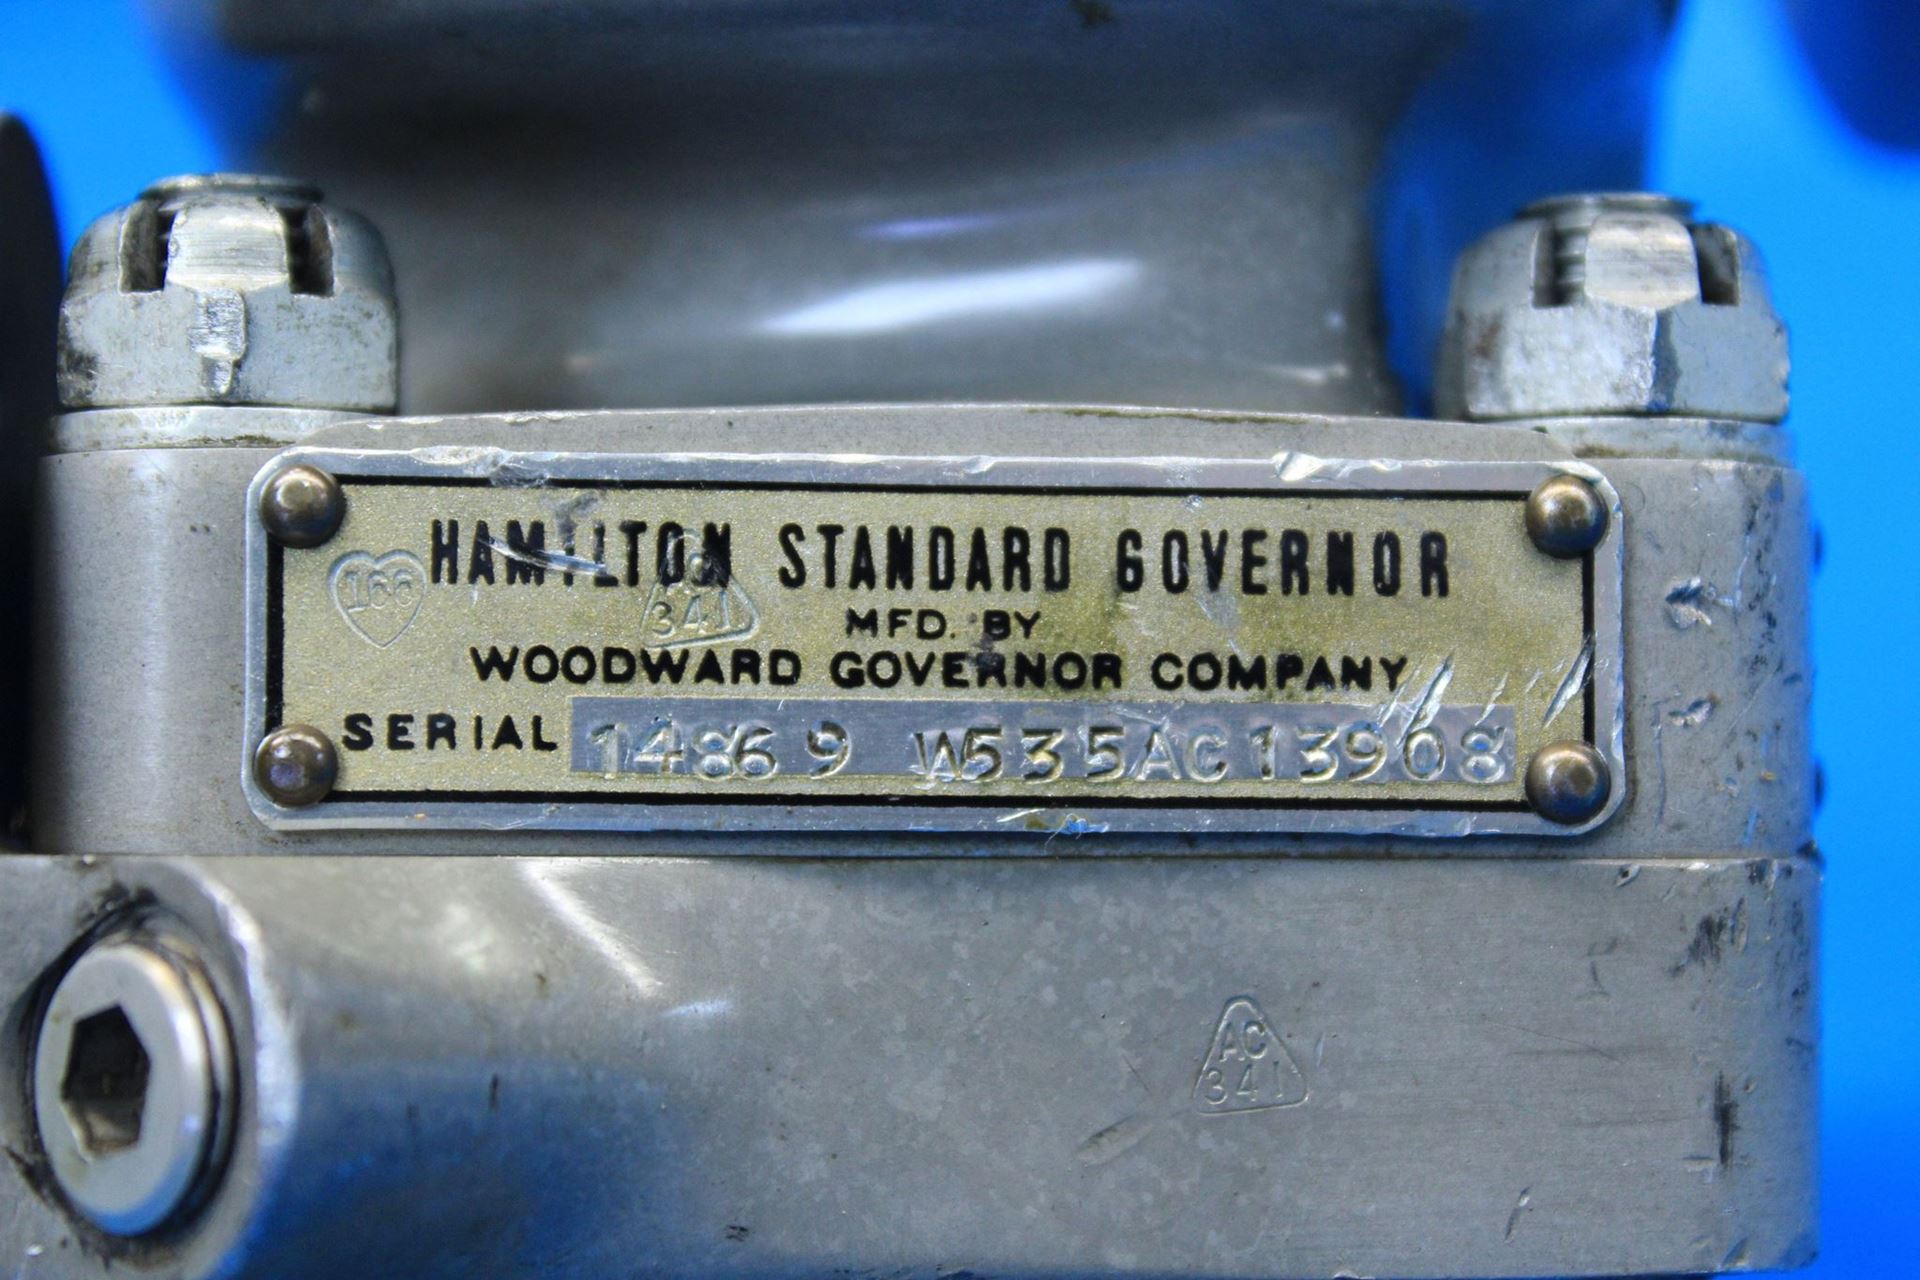 HAMILTON STANDARD GOVERNOR
166
341
MFD. BY
WOODWARD GOVERNOR COMPANY
SERIAL 14869 W535AC13908
AC
341